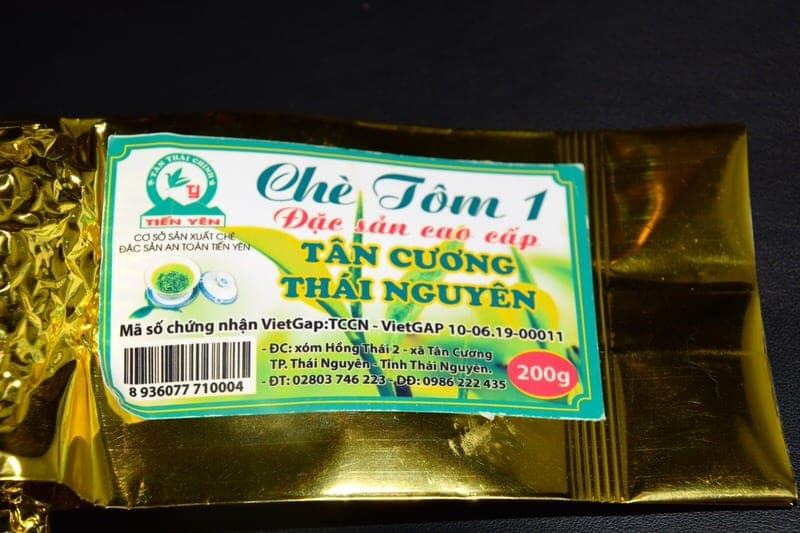 TÂN THÁI CHINH
TY
TIẾN YÊN
CƠ SỞ SẢN XUẤT CHÈ
ĐẶC SẢN AN TOÀN TIẾN YÊN
Chè Tôm 1
Đặc sản cao cấp
TÂN CƯƠNG
THÁI NGUYÊN
Mã số chứng nhận VietGap:TCCN - VietGAP 10-06.19-00011
8 936077 710004
- ĐC: xóm Hồng Thái 2 - xã Tân Cương
TP. Thái Nguyên - Tỉnh Thái Nguyên.
- ĐT: 02803 746 223 - DĐ: 0986 222 435
200g